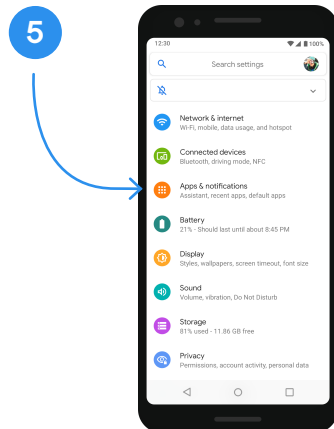 5
12:30
100%
Search settings
Network & internet
Wi-Fi, mobile, data usage, and hotspot
Connected devices
Bluetooth, driving mode, NFC
Apps & notifications
Assistant, recent apps, default apps
Battery
21% - Should last until about 8:45 PM
Display
Styles, wallpapers, screen timeout, font size
Sound
Volume, vibration, Do Not Disturb
Storage
81% used - 11.86 GB free
Privacy
Permissions, account activity, personal data